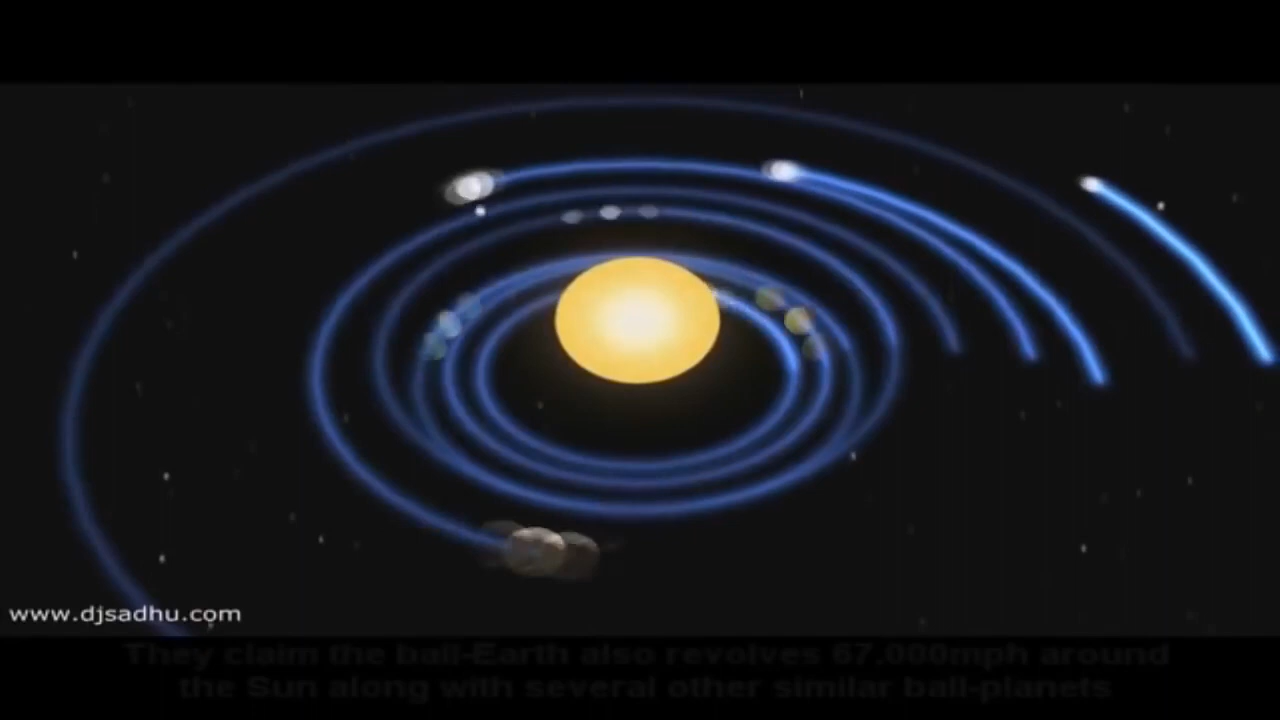 www.djsadhu.com
They claim the ball-Earth also revolves 67,000mph around
the Sun along with several other similar ball-planets